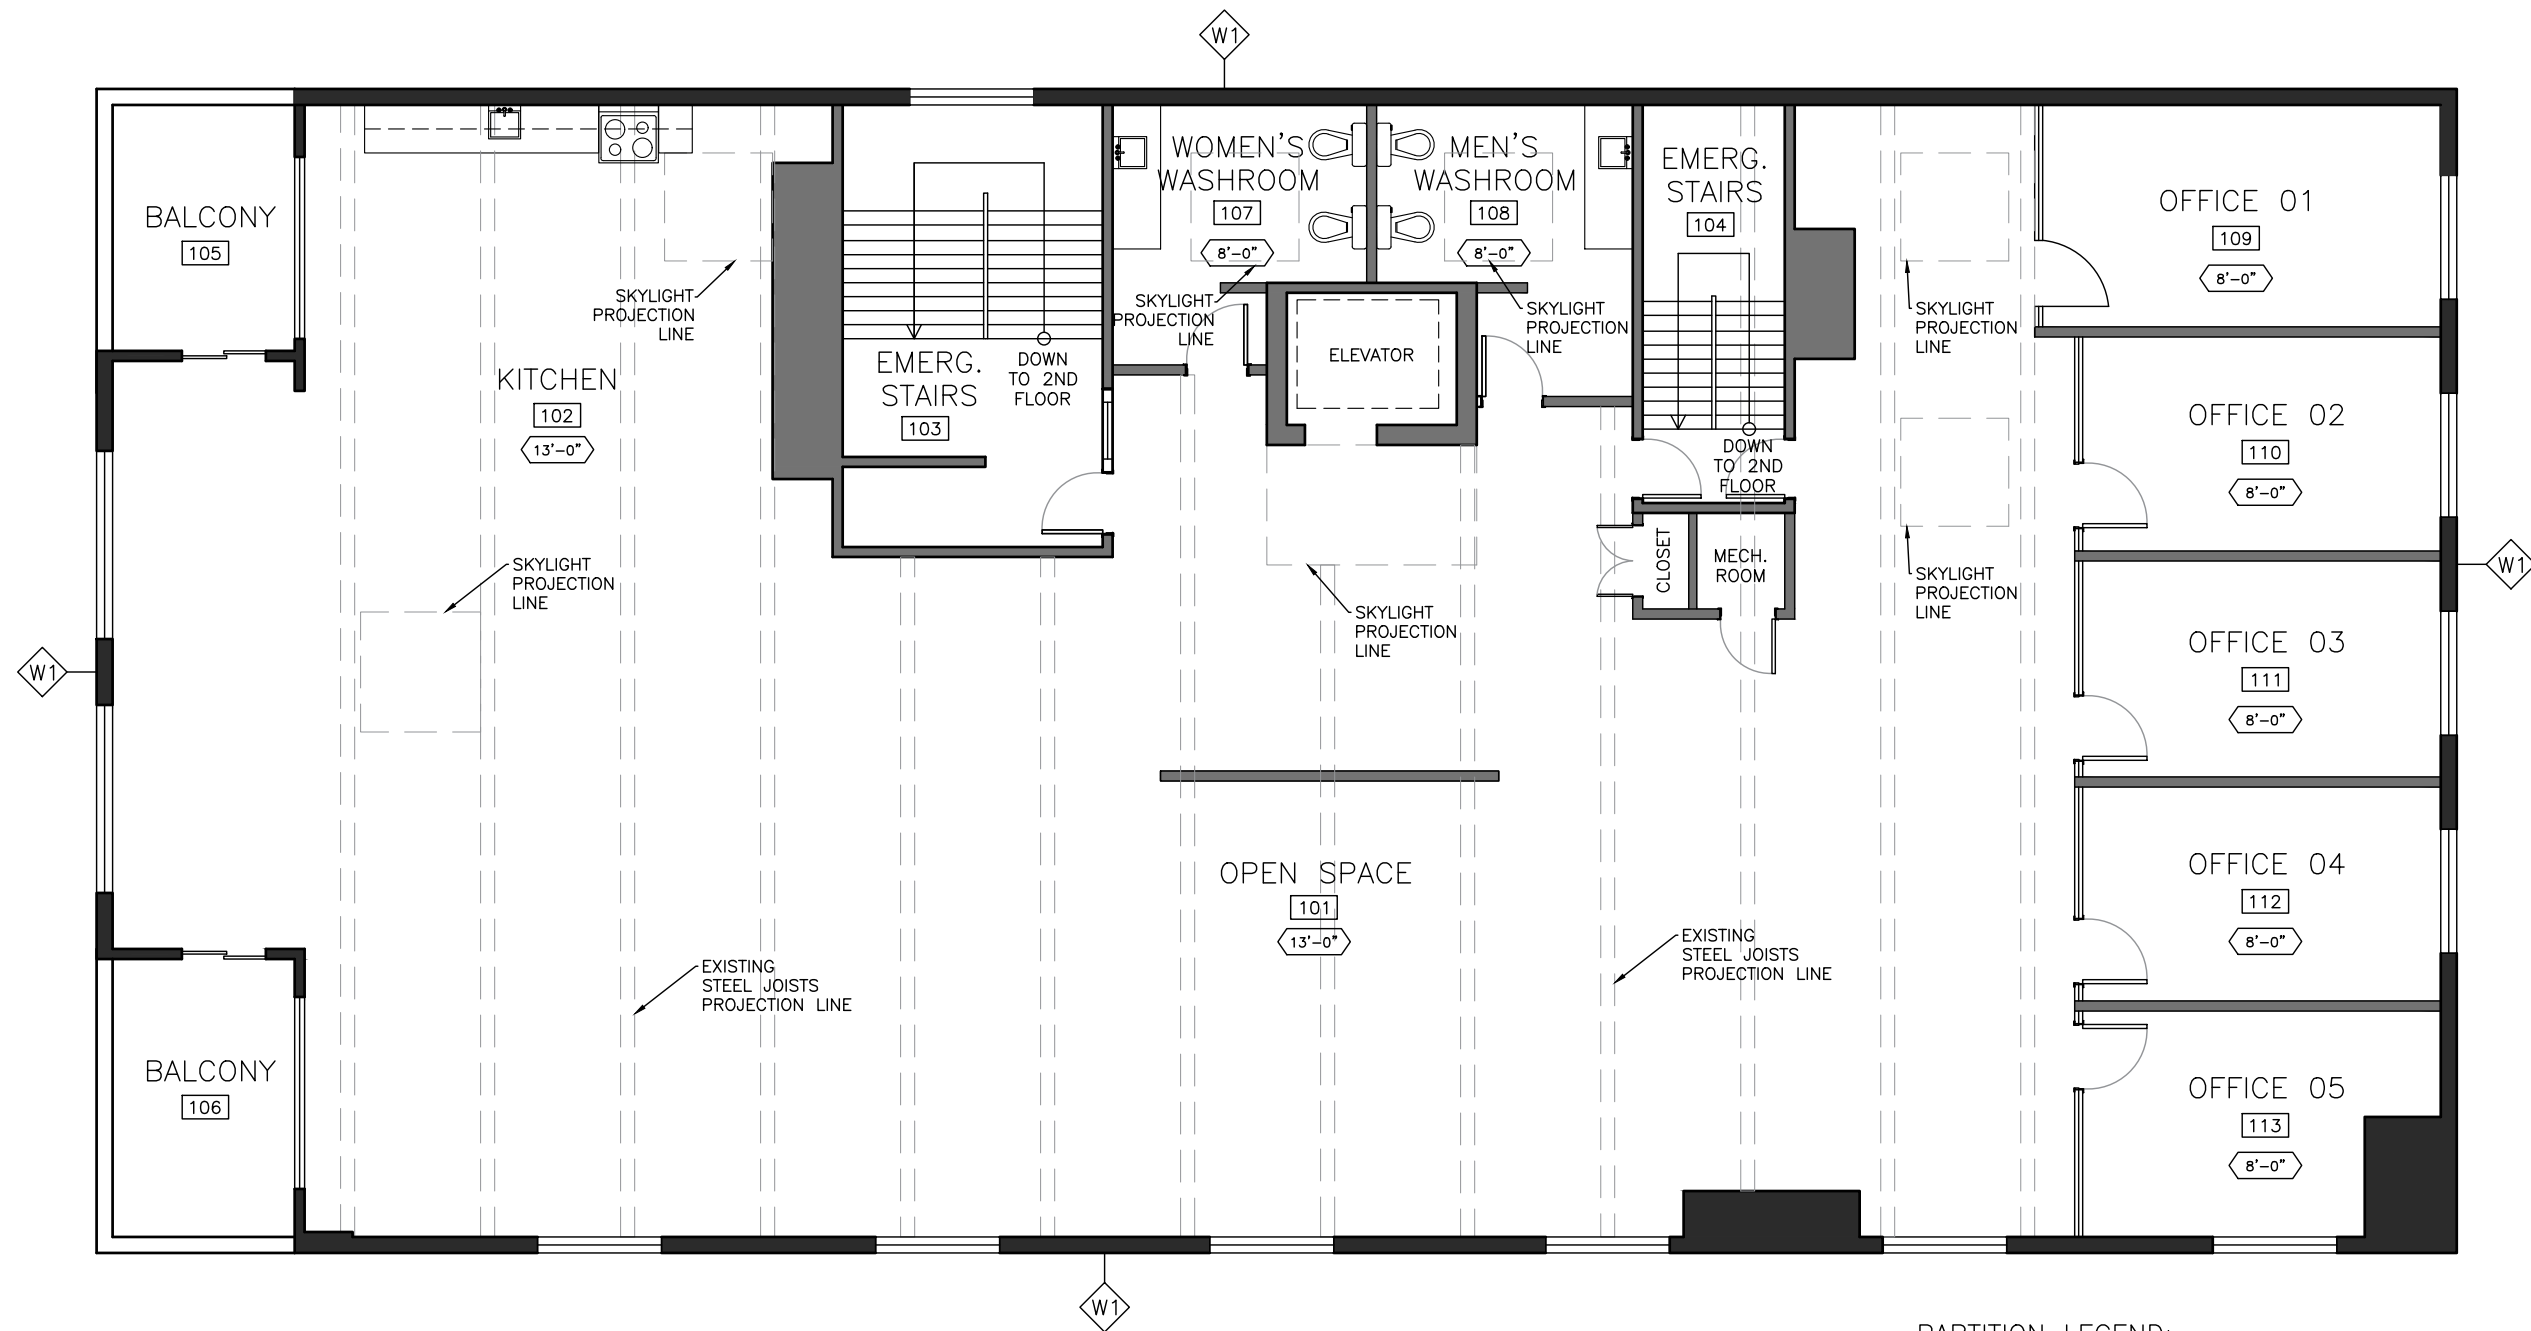 W1
WOMEN'S
WASHROOM
107
8'-0"
MEN'S
WASHROOM
108
8'-0"
EMERG.
STAIRS
104
OFFICE 01
109
8'-0"
BALCONY
105
SKYLIGHT
PROJECTION
LINE
SKYLIGHT
PROJECTION
LINE
SKYLIGHT
PROJECTION
LINE
SKYLIGHT
PROJECTION
LINE
ELEVATOR
KITCHEN
102
13'-0"
EMERG.
STAIRS
103
DOWN
TO 2ND
FLOOR
DOWN
TO 2ND
FLOOR
OFFICE 02
110
8'-0"
SKYLIGHT
PROJECTION
LINE
CLOSET
MECH.
ROOM
SKYLIGHT
PROJECTION
LINE
W1
SKYLIGHT
PROJECTION
LINE
W1
OFFICE 03
111
8'-0"
OPEN SPACE
101
13'-0"
OFFICE 04
112
8'-0"
EXISTING
STEEL JOISTS
PROJECTION LINE
EXISTING
STEEL JOISTS
PROJECTION LINE
BALCONY
106
OFFICE 05
113
8'-0"
W1
PARTITION LEGEND: